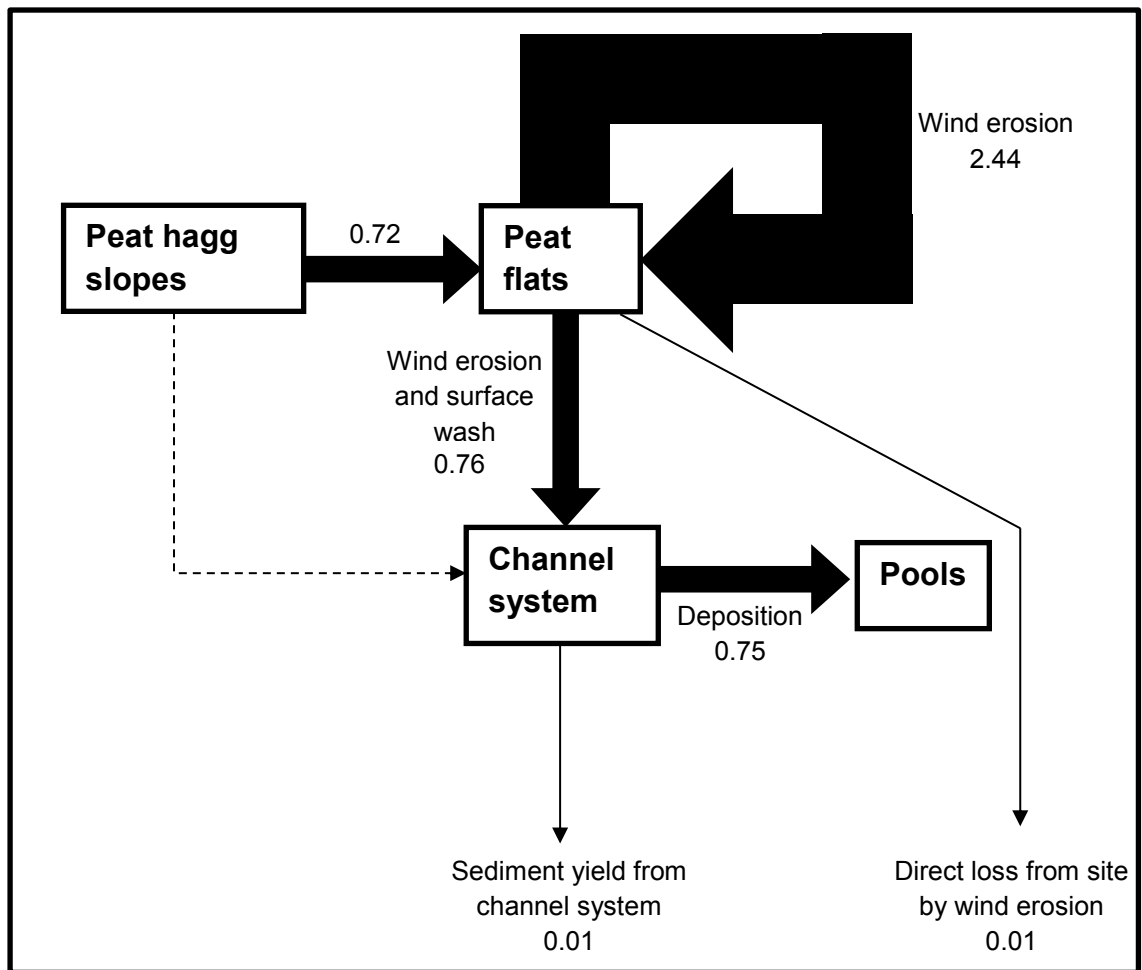 Wind erosion
2.44
Peat hagg
slopes
0.72
Peat
flats
Wind erosion
and surface
wash
0.76
Channel
system
Deposition
0.75
Pools
Sediment yield from
channel system
0.01
Direct loss from site
by wind erosion
0.01